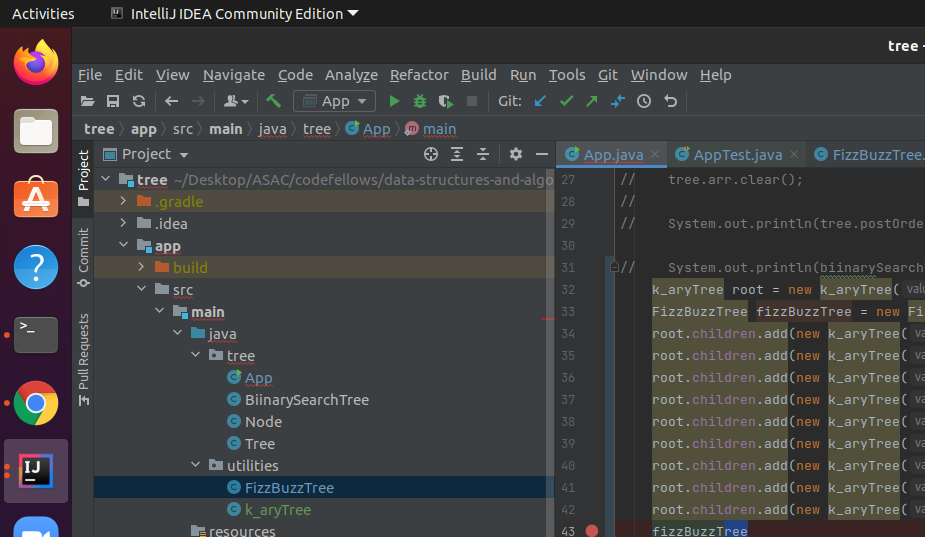 Activities IntelliJ IDEA Community Edition
tree -
File Edit View Navigate Code Analyze Refactor Build Run Tools Git Window Help
App Git:
tree app src main java tree App main
Project
App.java AppTest.java FizzBuzzTree.
Project
Commit
Pull Requests
tree ~/Desktop/ASAC/codefellows/data-structures-and-algo
.gradle
.idea
app
build
src
main
java
tree
App
BiinarySearchTree
Node
Tree
utilities
FizzBuzzTree
k_aryTree
resources
27 // tree.arr.clear();
28 //
29 // System.out.println(tree.postOrde
30
31 // System.out.println(biinarySearch
32 k_aryTree root = new k_aryTree( valu
33 FizzBuzzTree fizzBuzzTree = new Fi
34 root.children.add(new k_aryTree( va
35 root.children.add(new k_aryTree( va
36 root.children.add(new k_aryTree( va
37 root.children.add(new k_aryTree( va
38 root.children.add(new k_aryTree( va
39 root.children.add(new k_aryTree( va
40 root.children.add(new k_aryTree( va
41 root.children.add(new k_aryTree( va
42 root.children.add(new k_aryTree( va
43 fizzBuzzTree